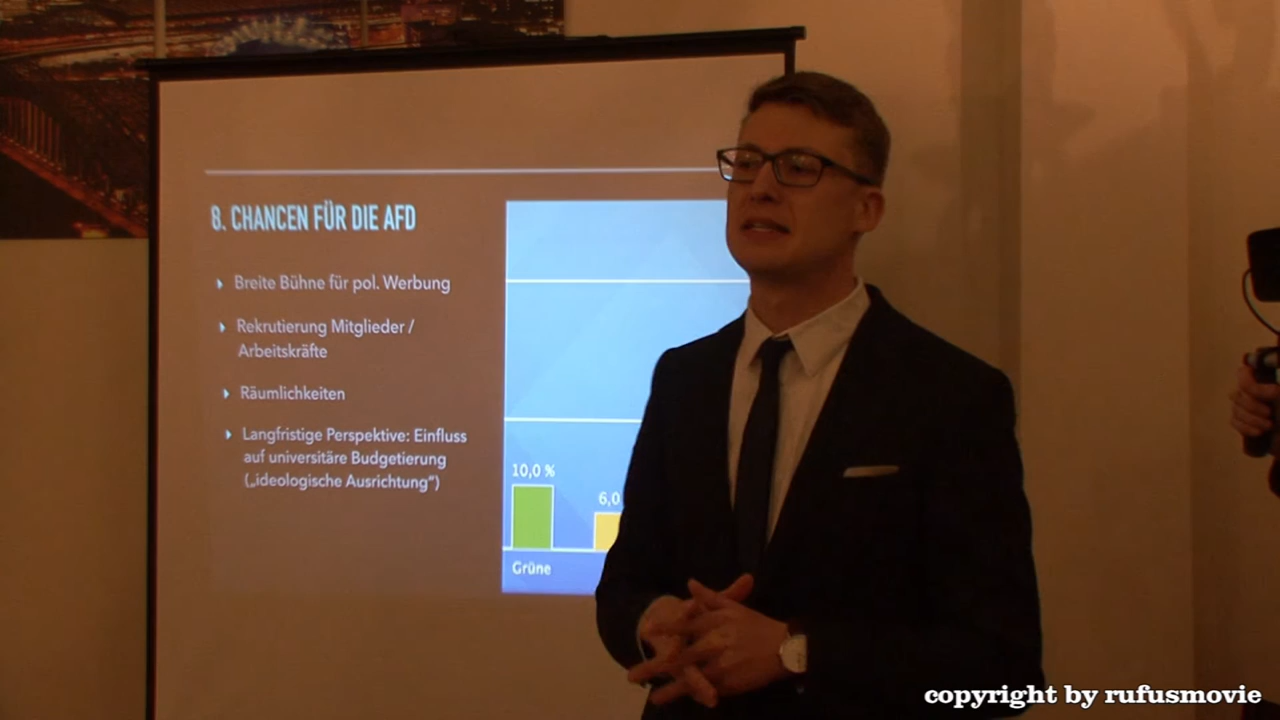 8. CHANCEN FÜR DIE AFD
Breite Bühne für pol. Werbung
Rekrutierung Mitglieder /
Arbeitskräfte
Räumlichkeiten
Langfristige Perspektive: Einfluss
auf universitäre Budgetierung
(„ideologische Ausrichtung“)
10,0 %
6,0
Grüne
copyright by rufusmovie